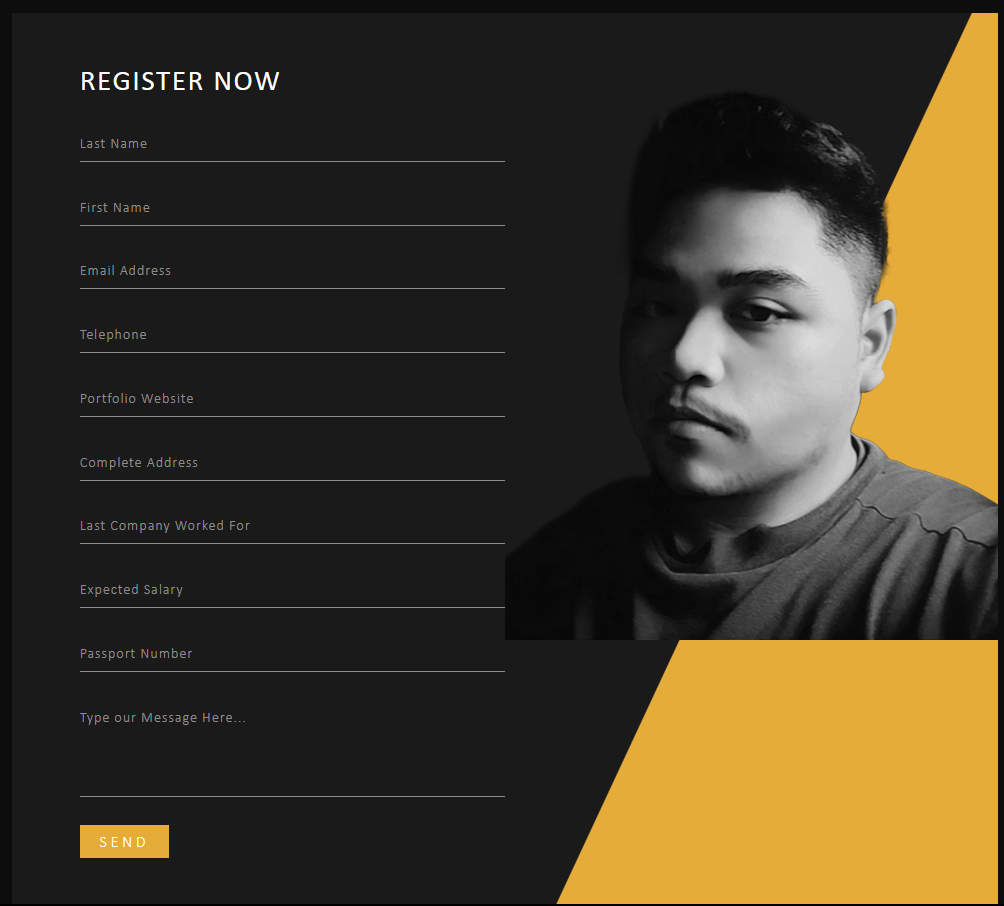 REGISTER NOW
Last Name
First Name
Email Address
Telephone
Portfolio Website
Complete Address
Last Company Worked For
Expected Salary
Passport Number
Type our Message Here...
SEND